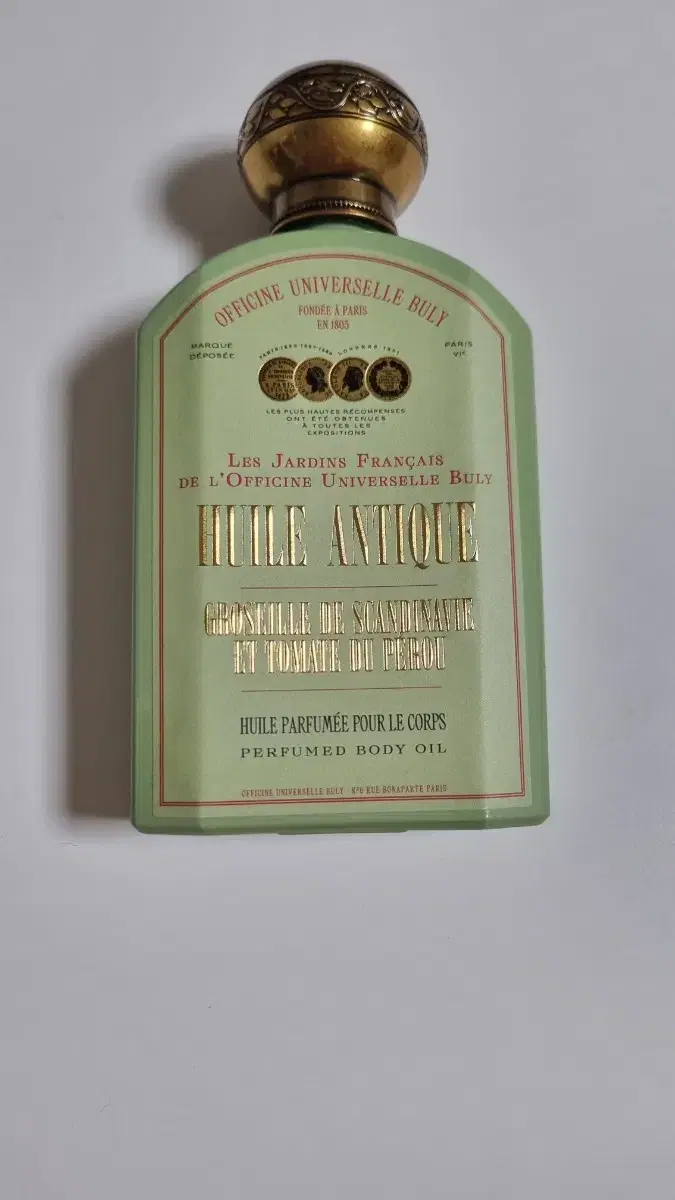 OFFICINE UNIVERSELLE BULY
FONDÉE À PARIS
EN 1803
MARQUE
DÉPOSÉE
PARIS
VIᵉ
LONDRES
LES PLUS HAUTES RÉCOMPENSES
ONT ÉTÉ OBTENUES
À TOUTES LES
EXPOSITIONS
LES JARDINS FRANÇAIS
DE L'OFFICINE UNIVERSELLE BULY
HUILE ANTIQUE
GROSEILLE DE SCANDINAVIE
ET TOMATE DU PÉROU
HUILE PARFUMÉE POUR LE CORPS
PERFUMED BODY OIL
OFFICINE UNIVERSELLE BULY - Nº6 RUE BONAPARTE PARIS